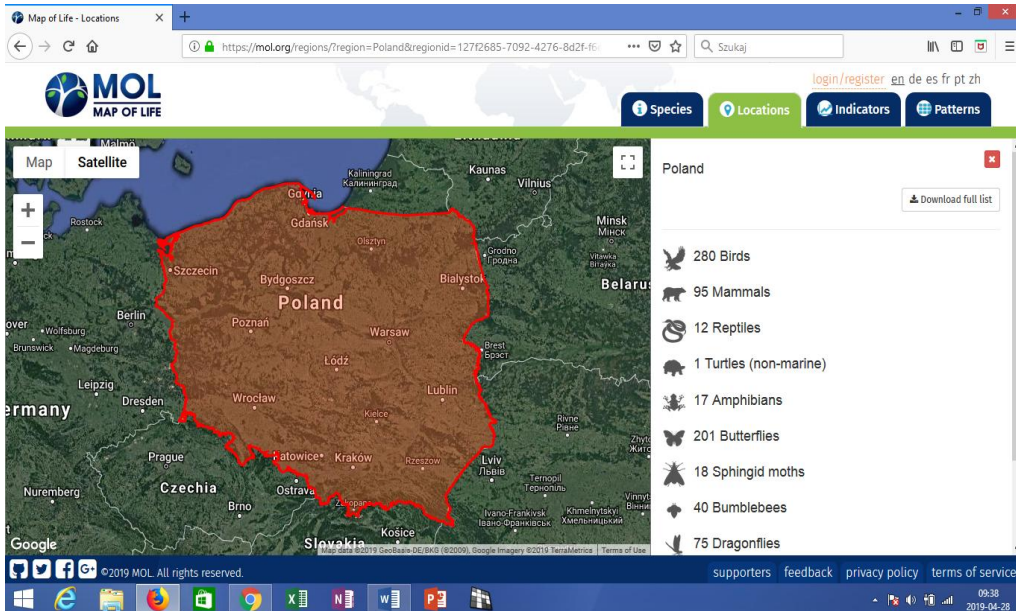 Map of Life - Locations
https://mol.org/regions/?region=Poland&regionid=127f2685-7092-4276-8d2f-f6
Szukaj
MOL
MAP OF LIFE
login/register en de es fr pt zh
Species
Locations
Indicators
Patterns
Map
Satellite
Malmö
Kaliningrad
Калининград
Kaunas
Vilnius
Gdynia
Gdańsk
Rostock
Olsztyn
Minsk
Мінск
Grodno
Гродна
Vitawka
Szczecin
Bydgoszcz
Bialystok
Belarus
Poland
Berlin
Wolfsburg
Poznań
Warsaw
Brunswick
Magdeburg
Brest
Брэст
Łódź
Leipzig
Dresden
Wrocław
Lublin
Kielce
Rivne
Рівне
Prague
Katowice
Kraków
Rzeszow
Lviv
Львів
Ternopil
Тернопіль
Nuremberg
Czechia
Ostrava
Brno
Ivano-Frankivsk
Івано-Франківськ
Khmelnytskyi
Хмельницький
Košice
Slovakia
Google
Map data ©2019 GeoBasis-DE/BKG (©2009), Google Imagery ©2019 TerraMetrics
Terms of Use
Poland
Download full list
280 Birds
95 Mammals
12 Reptiles
1 Turtles (non-marine)
17 Amphibians
201 Butterflies
18 Sphingid moths
40 Bumblebees
75 Dragonflies
©2019 MOL. All rights reserved.
supporters feedback privacy policy terms of service
09:38
2019-04-28